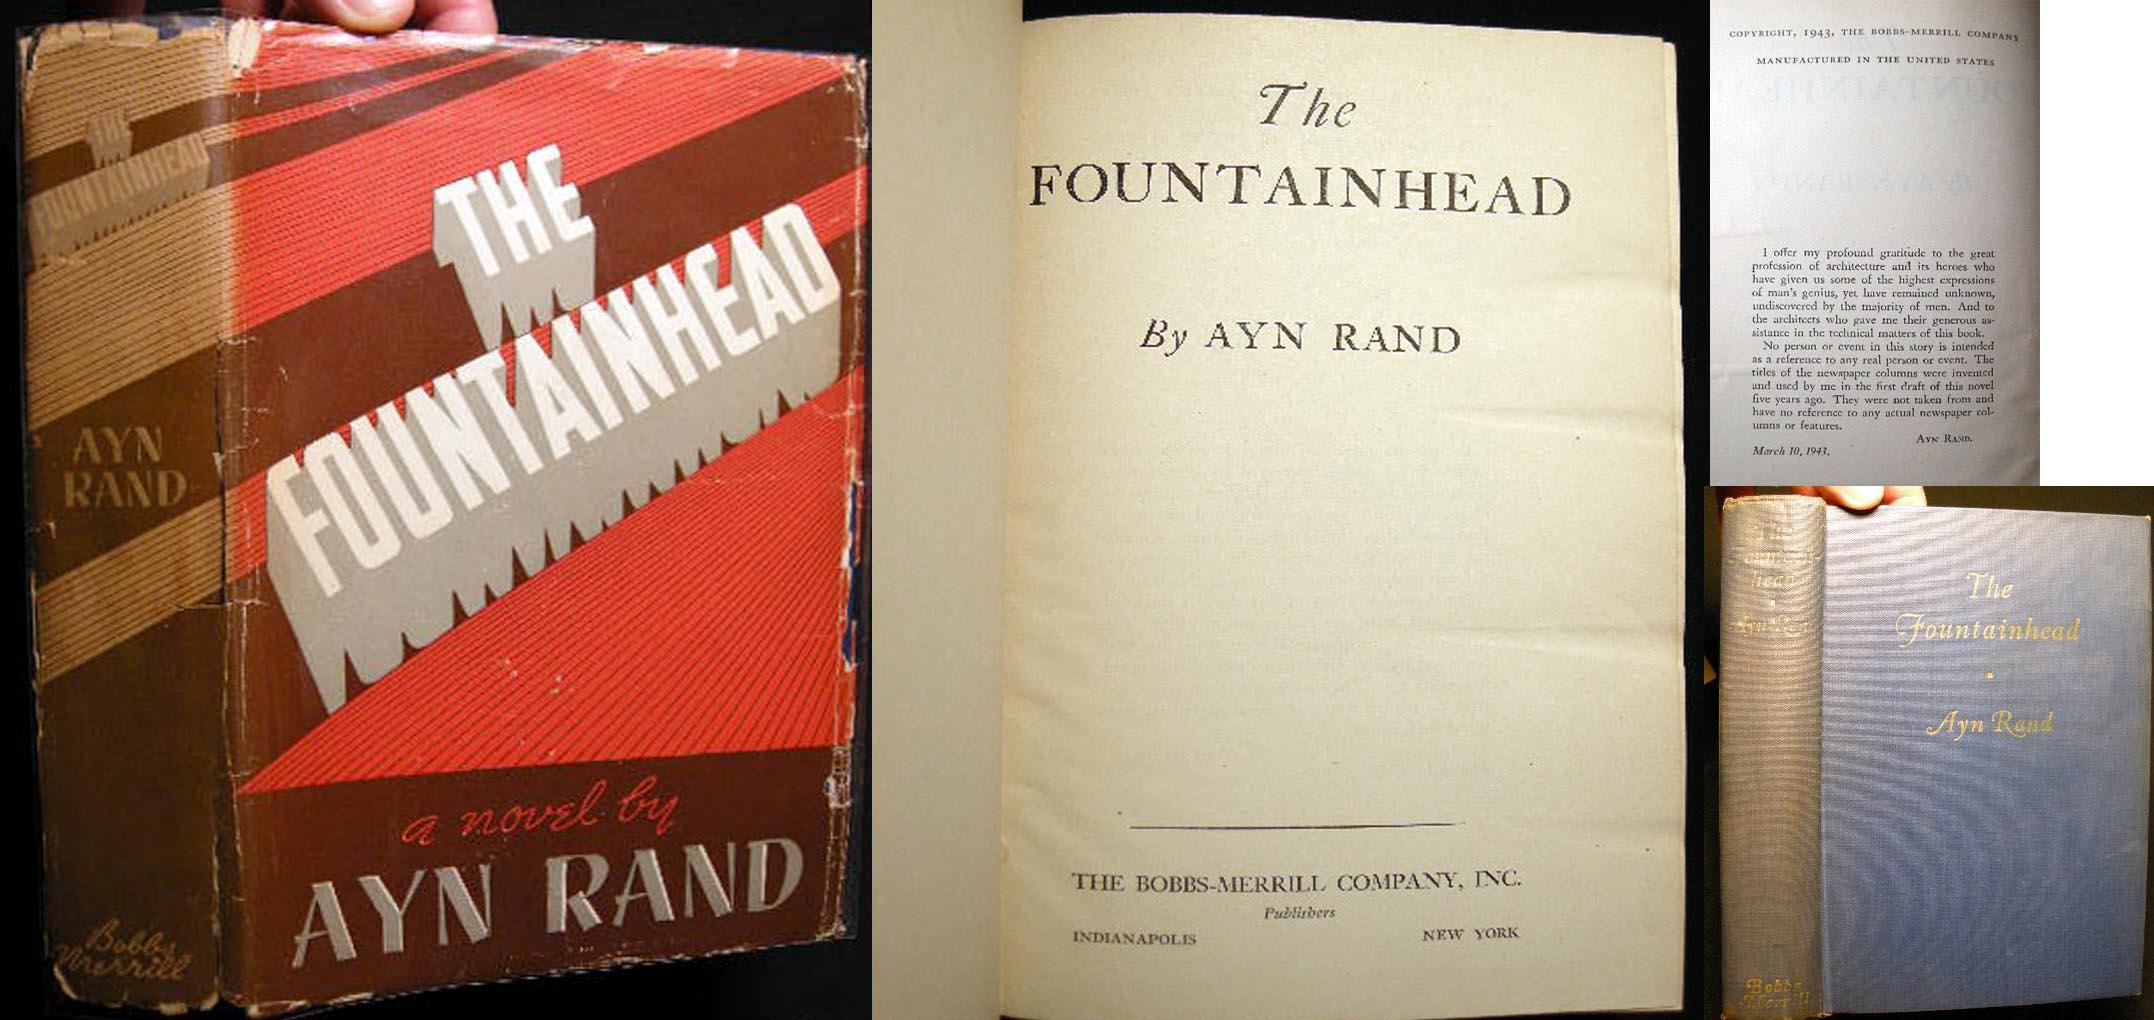 THE
FOUNTAINHEAD
AYN
RAND
Bobbs
Merrill
THE
FOUNTAINHEAD
a novel by
AYN RAND
The
FOUNTAINHEAD
By AYN RAND
THE BOBBS-MERRILL COMPANY, INC.
Publishers
INDIANAPOLIS NEW YORK
COPYRIGHT, 1943, THE BOBBS-MERRILL COMPANY
MANUFACTURED IN THE UNITED STATES
I offer my profound gratitude to the great
profession of architecture and its heroes who
have given us some of the highest expressions
of man's genius, yet have remained unknown,
undiscovered by the majority of men. And to
the architects who gave me their generous as-
sistance in the technical matters of this book.
No person or event in this story is intended
as a reference to any real person or event. The
titles of the newspaper columns were invented
and used by me in the first draft of this novel
five years ago. They were not taken from and
have no reference to any actual newspaper col-
umns or features.
AYN RAND.
March 10, 1943.
The
Fountain-
head
Ayn Rand
Bobbs
Merrill
The
Fountainhead
Ayn Rand